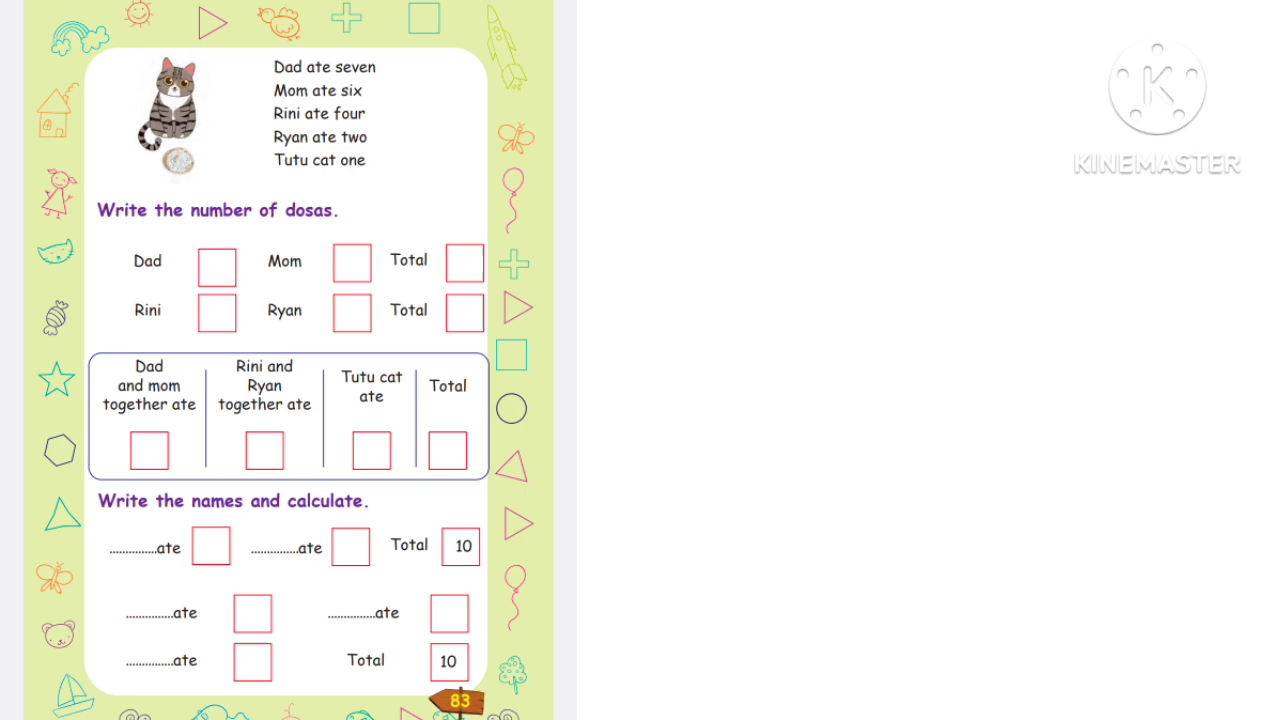 Dad ate seven
Mom ate six
Rini ate four
Ryan ate two
Tutu cat one
KINEMASTER
Write the number of dosas.
Dad Mom Total
Rini Ryan Total
Dad
and mom
together ate
Rini and
Ryan
together ate
Tutu cat
ate
Total
Write the names and calculate.
...............ate ...............ate Total 10
...............ate ...............ate
...............ate Total 10
83